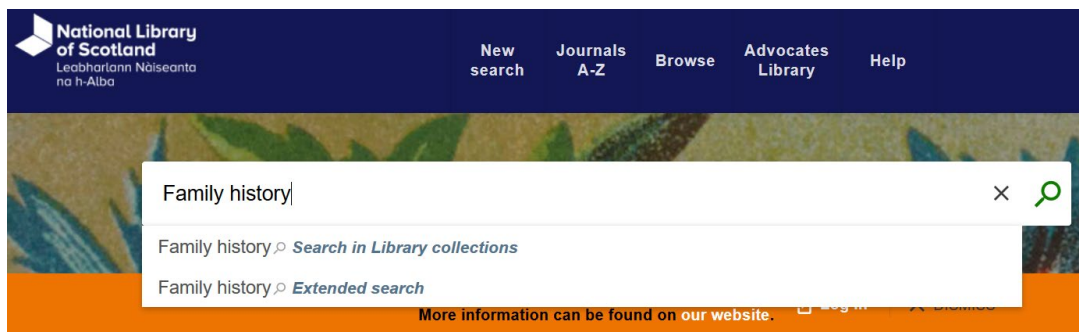 National Library
of Scotland
Leabharlann Nàiseanta
na h-Alba
New search
Journals A-Z
Browse
Advocates Library
Help
Family history
Family history Search in Library collections
Family history Extended search
More information can be found on our website.